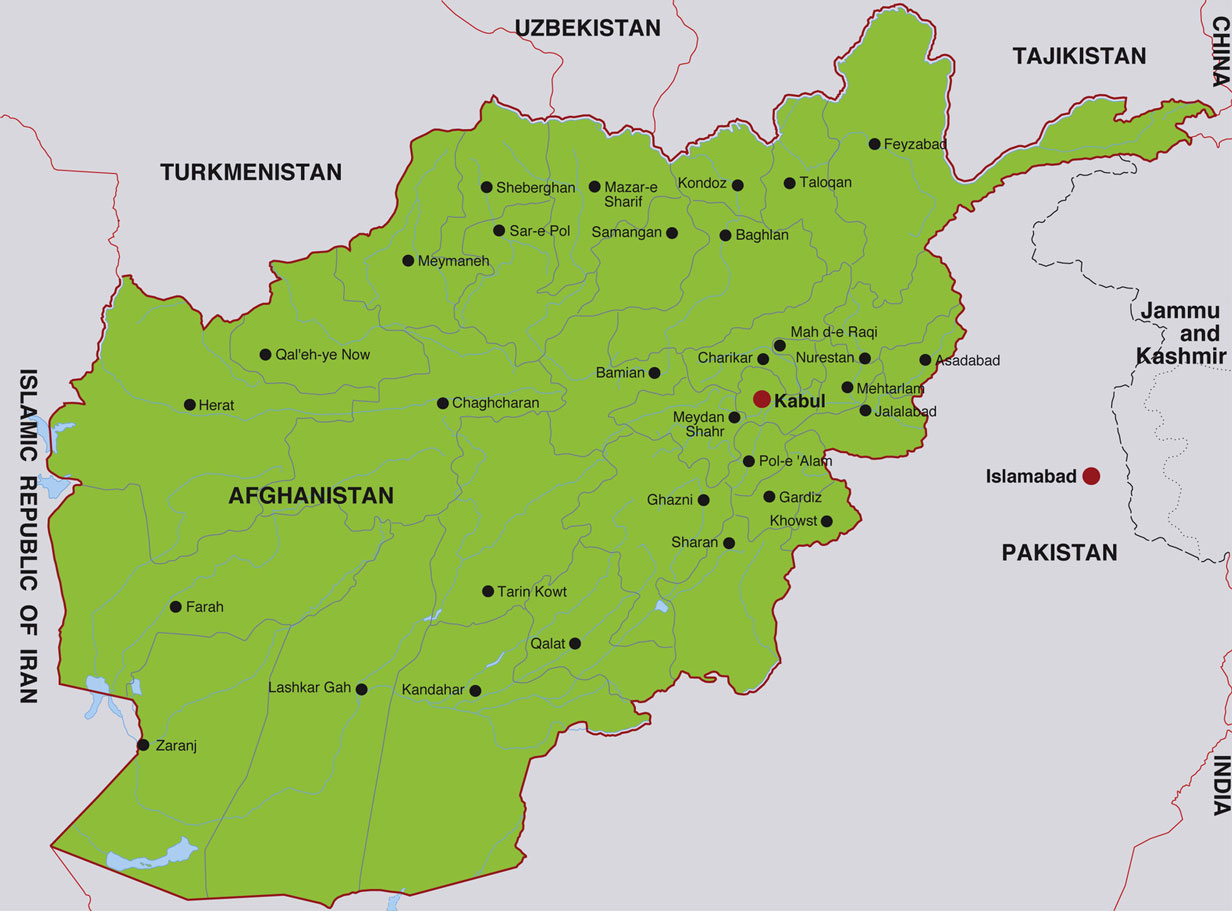 UZBEKISTAN
TAJIKISTAN
CHINA
TURKMENISTAN
Feyzabad
Sheberghan
Mazar-e
Sharif
Kondoz
Taloqan
Sar-e Pol
Samangan
Baghlan
Meymaneh
Jammu
and
Kashmir
Mah d-e Raqi
Qal'eh-ye Now
Charikar
Nurestan
Asadabad
Bamian
Mehtarlam
Herat
Chaghcharan
Kabul
Jalalabad
Meydan
Shahr
ISLAMIC REPUBLIC OF IRAN
Pol-e 'Alam
Islamabad
AFGHANISTAN
Ghazni
Gardiz
Khowst
Sharan
PAKISTAN
Tarin Kowt
Farah
Qalat
Lashkar Gah
Kandahar
Zaranj
INDIA